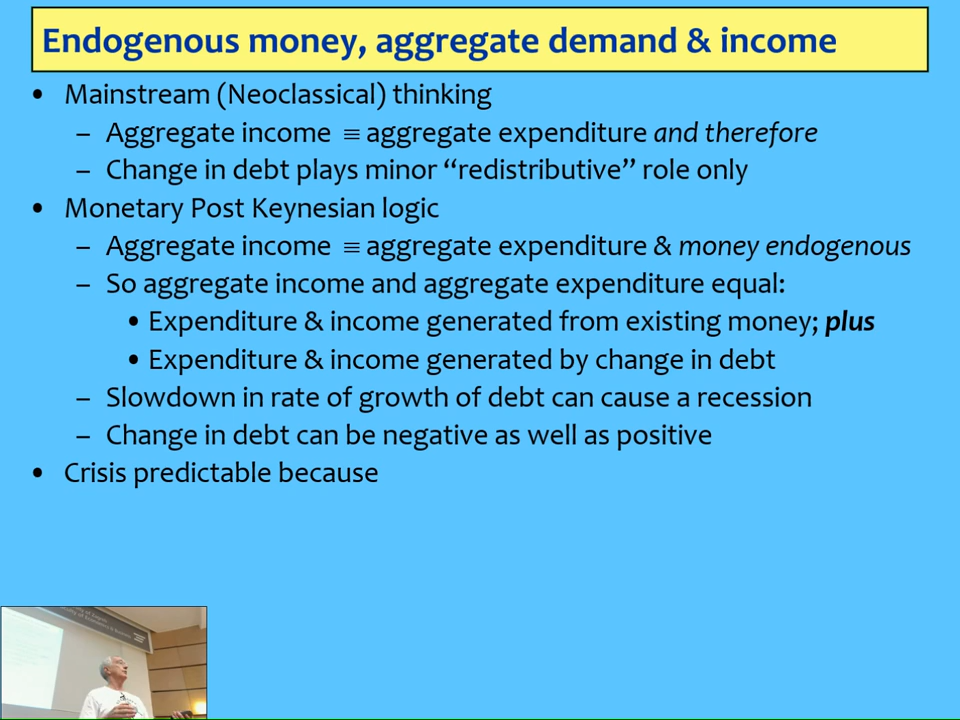 Endogenous money, aggregate demand & income
• Mainstream (Neoclassical) thinking
– Aggregate income ≡ aggregate expenditure and therefore
– Change in debt plays minor “redistributive” role only
• Monetary Post Keynesian logic
– Aggregate income ≡ aggregate expenditure & money endogenous
– So aggregate income and aggregate expenditure equal:
• Expenditure & income generated from existing money; plus
• Expenditure & income generated by change in debt
– Slowdown in rate of growth of debt can cause a recession
– Change in debt can be negative as well as positive
• Crisis predictable because